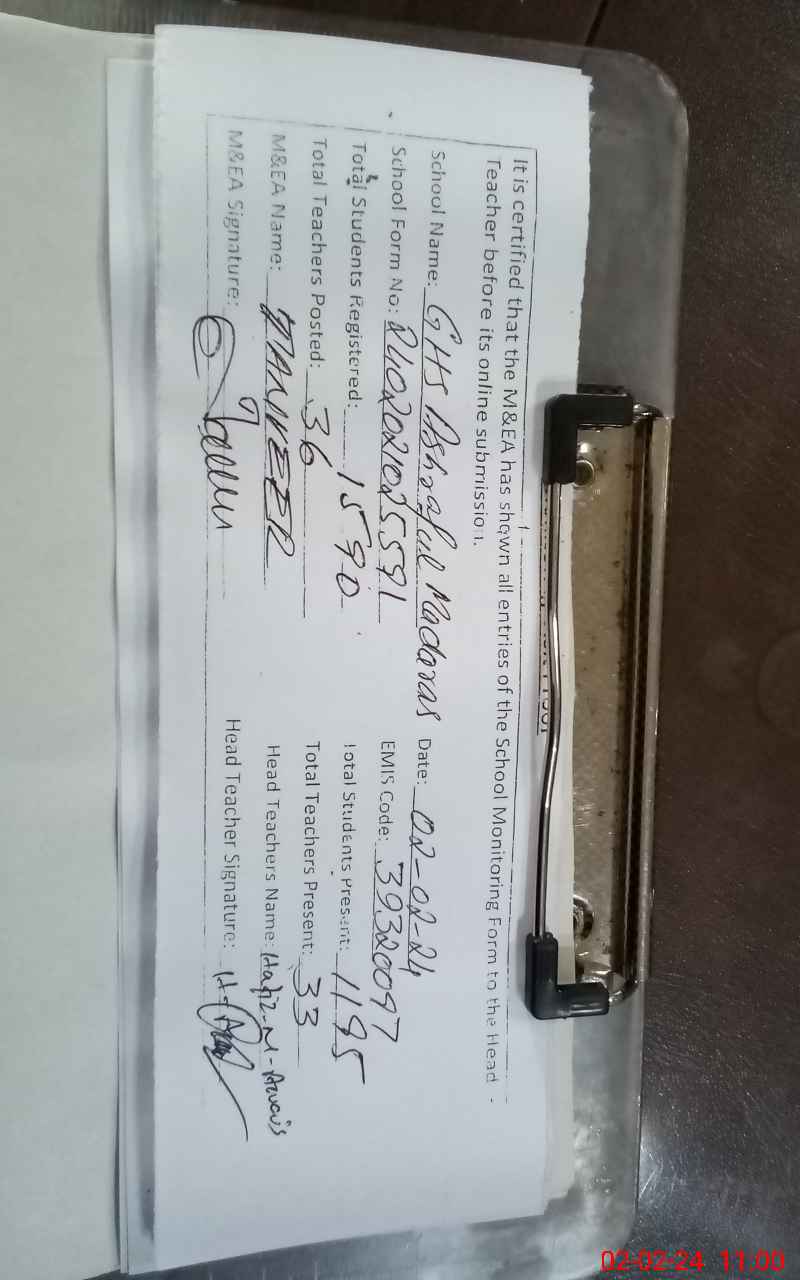 It is certified that the M&EA has shown all entries of the School Monitoring Form to the Head -
Teacher before its online submission.
School Name: GHS Ashraful Madaras Date: 02-02-24
School Form No: 2402021025591 EMIS Code: 39320097
Total Students Registered: 1590 Total Students Present: 1195
Total Teachers Posted: 36 Total Teachers Present: 33
M&EA Name: TANVEER Head Teachers Name: Hafiz-M-
M&EA Signature: Head Teacher Signature:
02-02-24 11:00